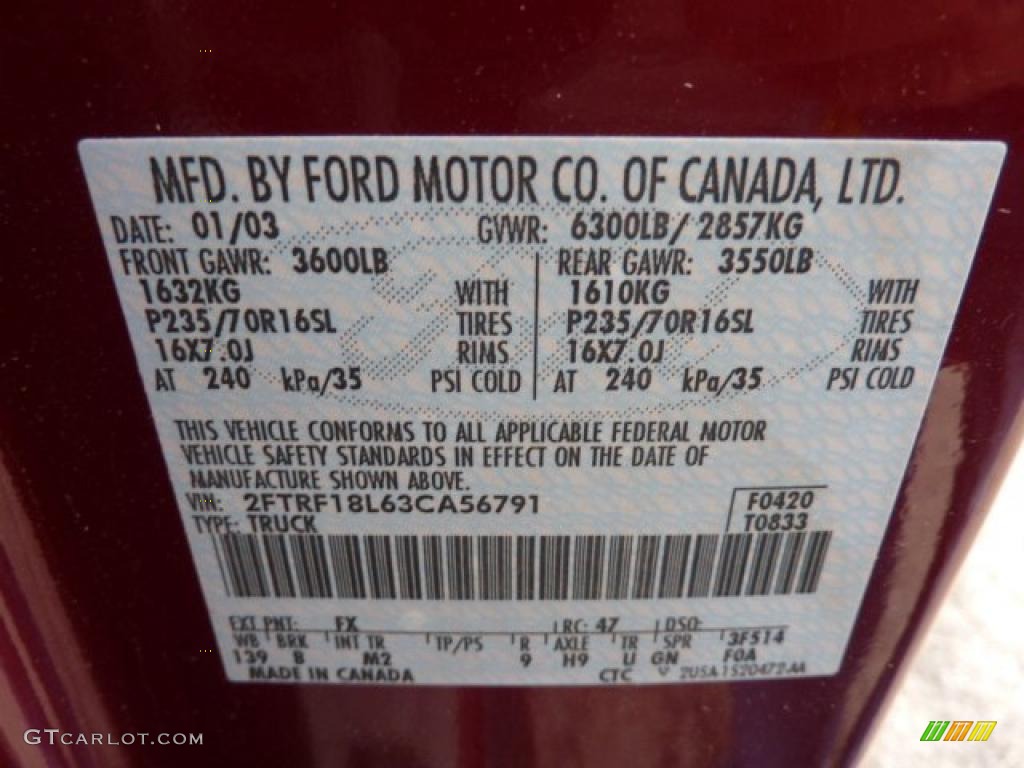 MFD. BY FORD MOTOR CO. OF CANADA, LTD.
DATE: 01/03 GVWR: 6300LB/ 2857KG
FRONT GAWR: 3600LB REAR GAWR: 3550LB
1632KG WITH 1610KG WITH
P235/70R16SL TIRES P235/70R16SL TIRES
16X7.0J RIMS 16X7.0J RIMS
AT 240 kPa/35 PSI COLD AT 240 kPa/35 PSI COLD
THIS VEHICLE CONFORMS TO ALL APPLICABLE FEDERAL MOTOR
VEHICLE SAFETY STANDARDS IN EFFECT ON THE DATE OF
MANUFACTURE SHOWN ABOVE.
VIN: 2FTRF18L63CA56791 F0420
TYPE: TRUCK T0833
EXT PNT: FX RC: 47 DSO:
WB BRK INT TR TP/PS R AXLE TR SPR 3F514
139 B M2 9 H9 U GN F0A
MADE IN CANADA CTC V 2U5A 1520472 AA
GTCARLOT.COM